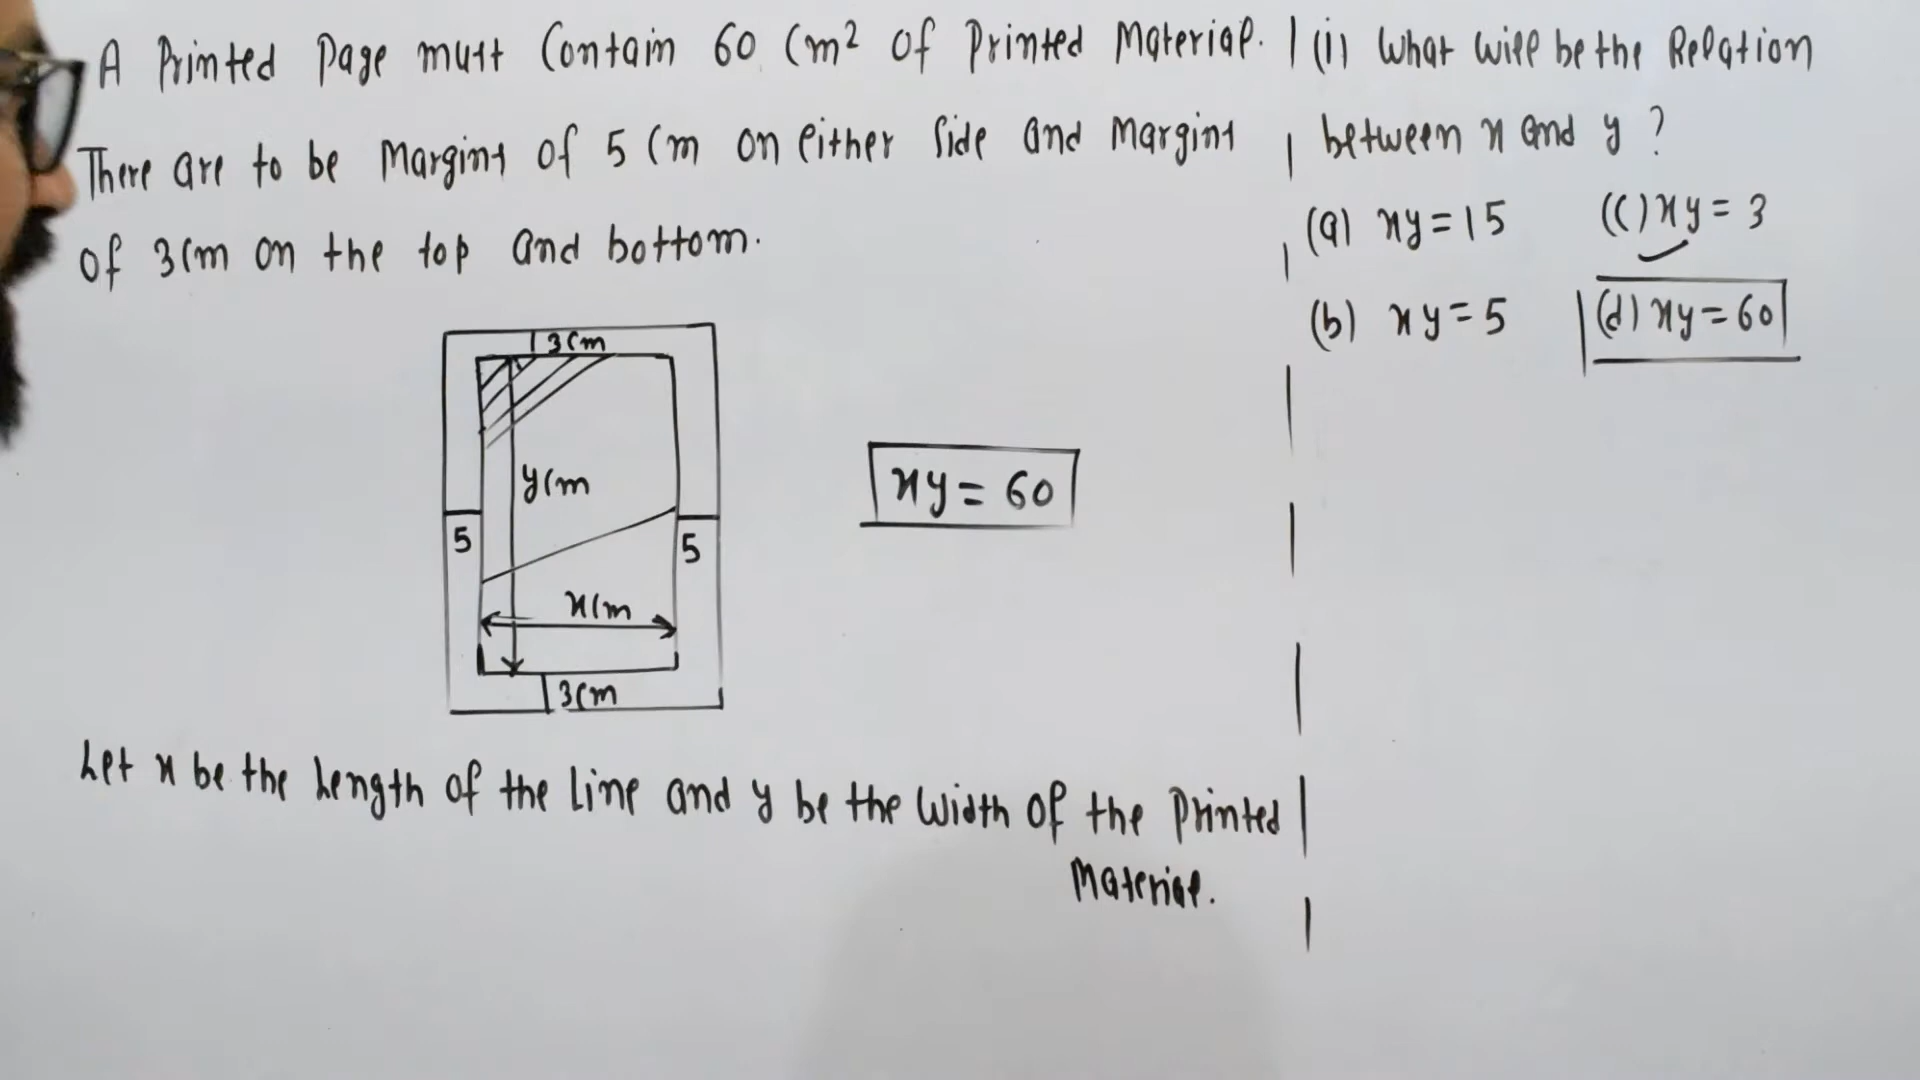 A Printed Page must Contain 60 Cm² of Printed Material.
There are to be Margins of 5 Cm on either Side and Margins
of 3Cm on the top and bottom.
3Cm
yCm
5
5
xCm
3Cm
xy = 60
Let x be the Length of the Line and y be the Width of the Printed
Material.
(i) What will be the Relation
between x and y ?
(a) xy = 15 (C) xy = 3
(b) xy = 5 (d) xy = 60